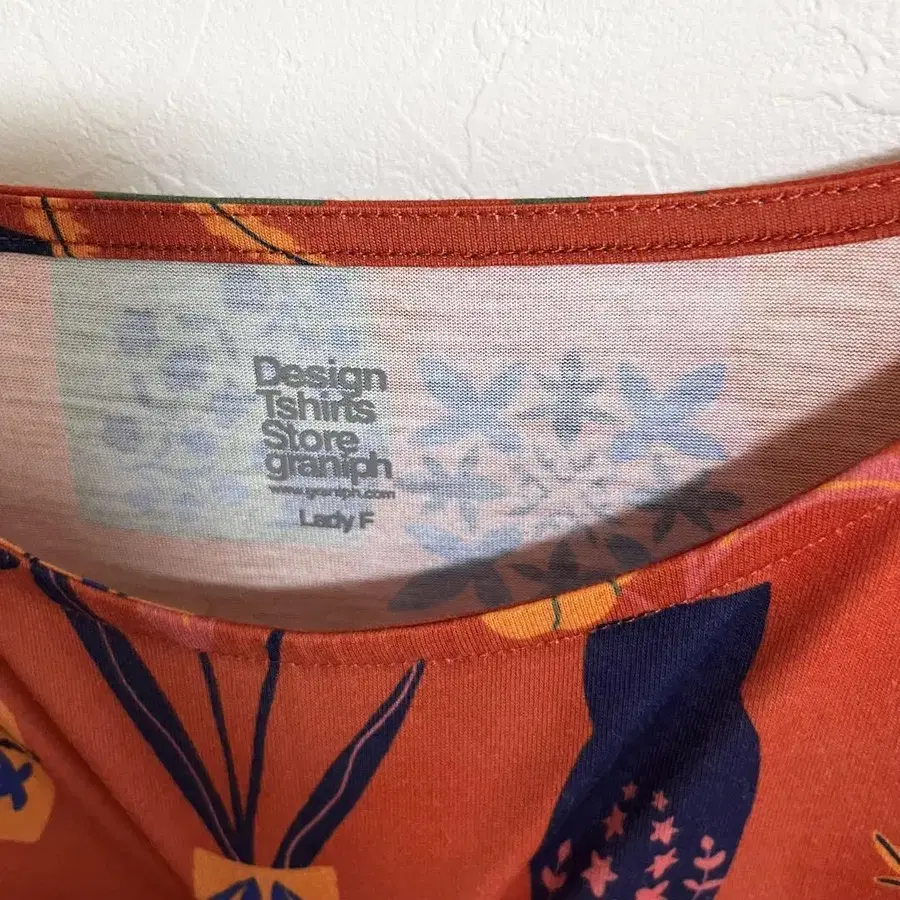 Design
Tshirts
Store
graniph
www.graniph.com
Lady F